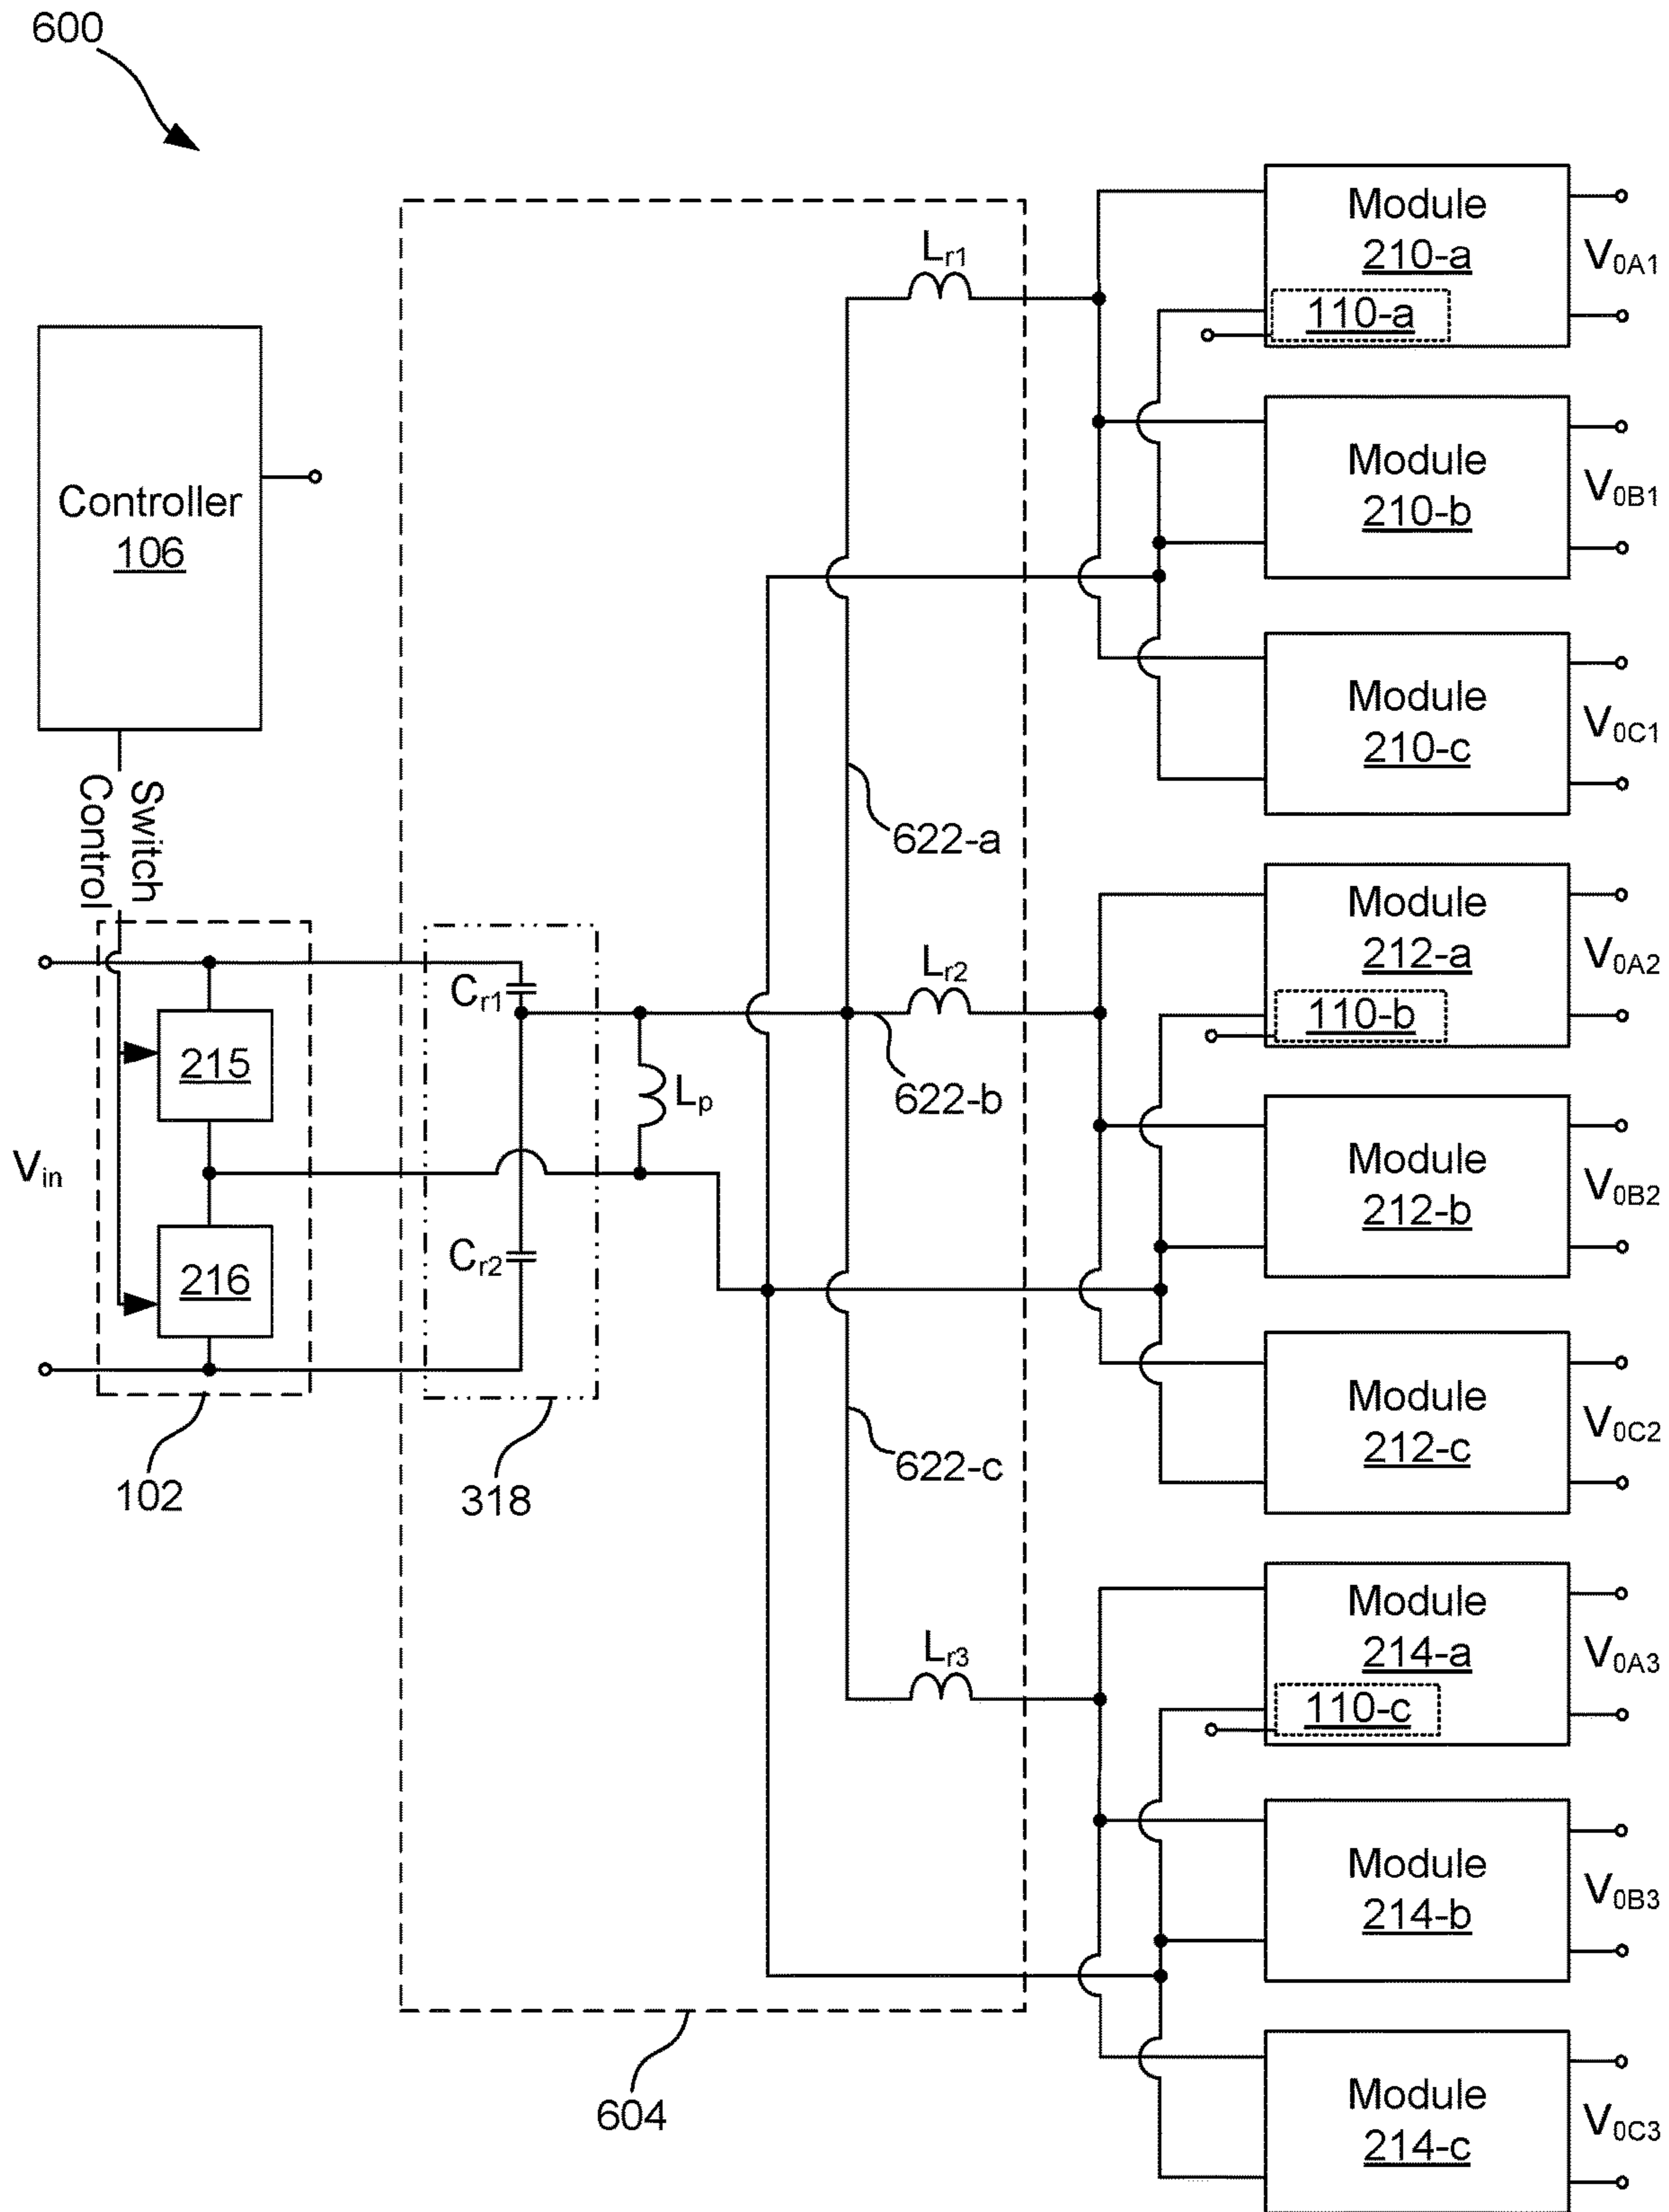 600
Module
210-a
110-a
V0A1
Lr1
Controller
106
Module
210-b
V0B1
Module
210-c
V0C1
Switch
Control
622-a
Module
212-a
110-b
V0A2
Lr2
Cr1
215
Lp
622-b
Vin
Module
212-b
V0B2
216
Cr2
Module
212-c
V0C2
102
318
622-c
Module
214-a
110-c
V0A3
Lr3
Module
214-b
V0B3
604
Module
214-c
V0C3